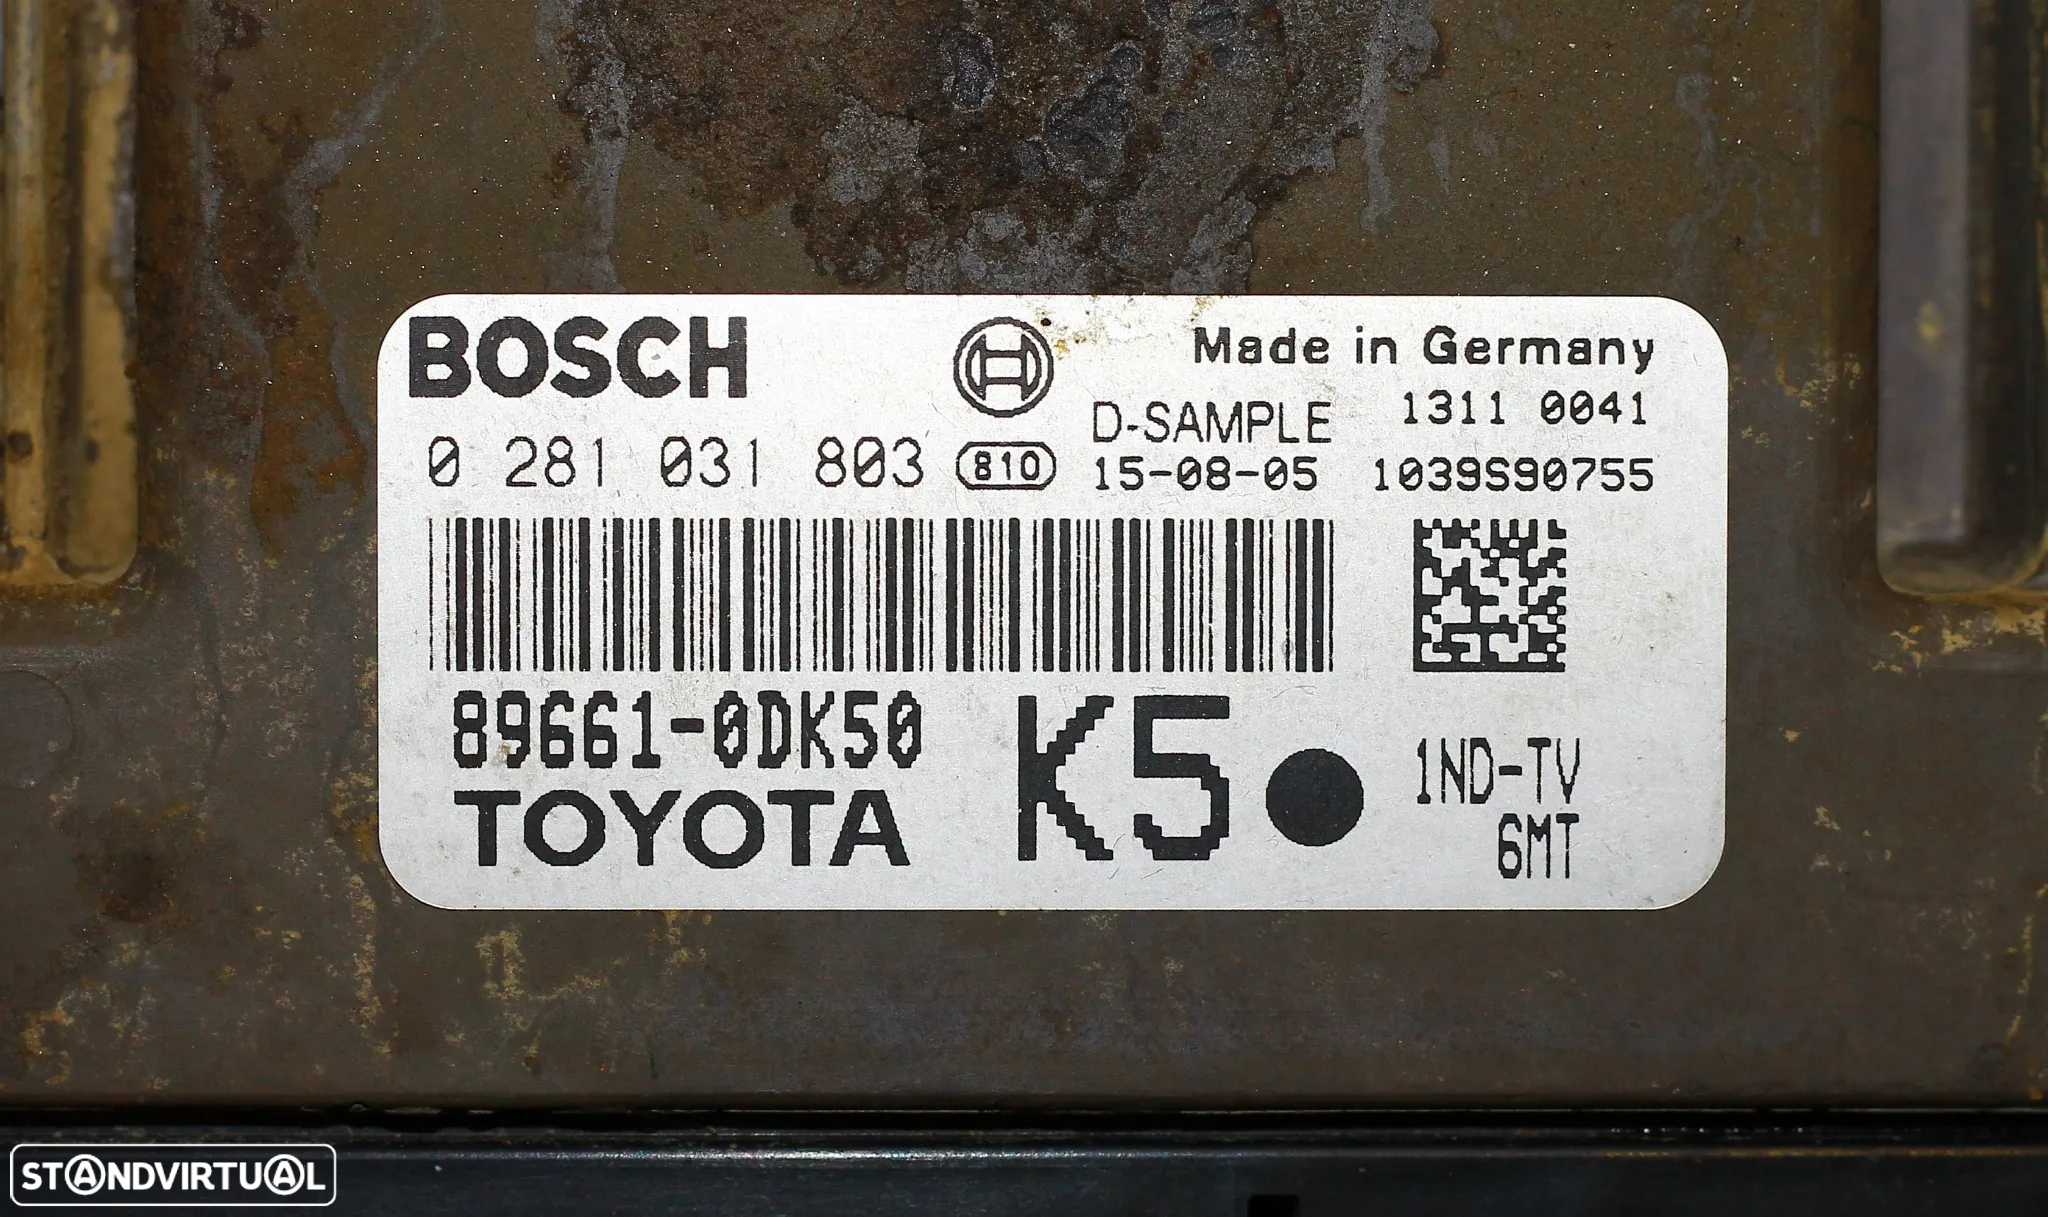 BOSCH
Made in Germany
D-SAMPLE 1311 0041
0 281 031 803 810 15-08-05 1039S90755
89661-0DK50 K5
1ND-TV
TOYOTA 6MT
STANDVIRTUAL